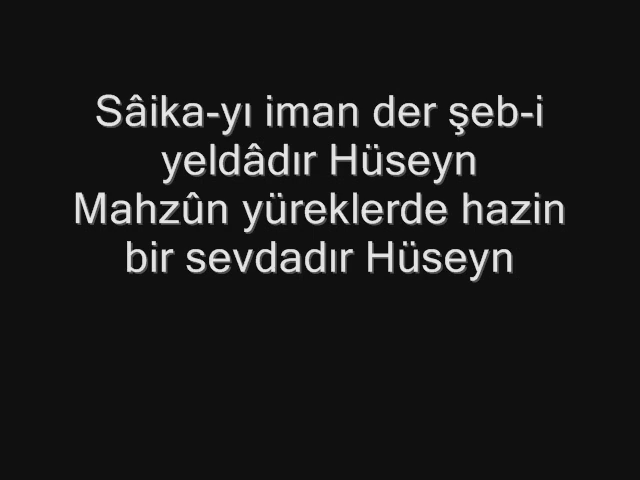 Sâika-yı iman der şeb-i
yeldâdır Hüseyn
Mahzûn yüreklerde hazin
bir sevdadır Hüseyn